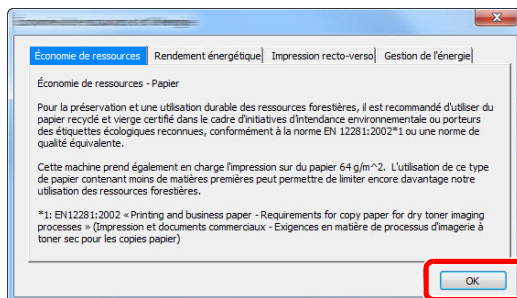 Économie de ressources Rendement énergétique Impression recto-verso Gestion de l'énergie
Économie de ressources - Papier
Pour la préservation et une utilisation durable des ressources forestières, il est recommandé d'utiliser du
papier recyclé et vierge certifié dans le cadre d'initiatives d'intendance environnementale ou porteurs
des étiquettes écologiques reconnues, conformément à la norme EN 12281:2002*1 ou une norme de
qualité équivalente.
Cette machine prend également en charge l'impression sur du papier 64 g/m^2. L'utilisation de ce type
de papier contenant moins de matières premières peut permettre de limiter encore davantage notre
utilisation des ressources forestières.
*1: EN12281:2002 «Printing and business paper - Requirements for copy paper for dry toner imaging
processes » (Impression et documents commerciaux - Exigences en matière de processus d'imagerie à
toner sec pour les copies papier)
OK